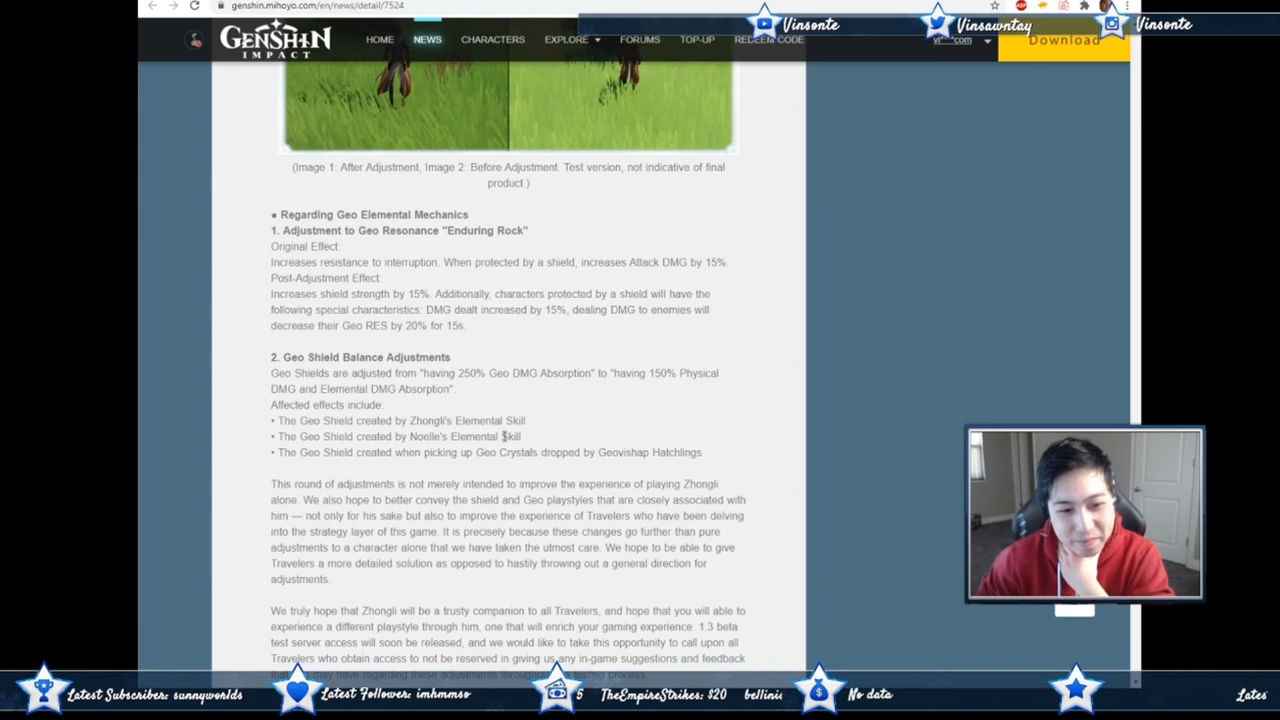 genshin.mihoyo.com/en/news/detail/7524
Vinsonte
Vinsawntay
Vinsonte
GENSHIN
IMPACT
HOME
NEWS
CHARACTERS
EXPLORE
FORUMS
TOP-UP
REDEEM CODE
Download
(Image 1: After Adjustment, Image 2: Before Adjustment. Test version, not indicative of final
product.)
● Regarding Geo Elemental Mechanics
1. Adjustment to Geo Resonance "Enduring Rock"
Original Effect:
Increases resistance to interruption. When protected by a shield, increases Attack DMG by 15%.
Post-Adjustment Effect:
Increases shield strength by 15%. Additionally, characters protected by a shield will have the
following special characteristics: DMG dealt increased by 15%, dealing DMG to enemies will
decrease their Geo RES by 20% for 15s.
2. Geo Shield Balance Adjustments
Geo Shields are adjusted from "having 250% Geo DMG Absorption" to "having 150% Physical
DMG and Elemental DMG Absorption".
Affected effects include:
• The Geo Shield created by Zhongli's Elemental Skill
• The Geo Shield created by Noelle's Elemental Skill
• The Geo Shield created when picking up Geo Crystals dropped by Geovishap Hatchlings
This round of adjustments is not merely intended to improve the experience of playing Zhongli
alone. We also hope to better convey the shield and Geo playstyles that are closely associated with
him — not only for his sake but also to improve the experience of Travelers who have been delving
into the strategy layer of this game. It is precisely because these changes go further than pure
adjustments to a character alone that we have taken the utmost care. We hope to be able to give
Travelers a more detailed solution as opposed to hastily throwing out a general direction for
adjustments.
We truly hope that Zhongli will be a trusty companion to all Travelers, and hope that you will able to
experience a different playstyle through him, one that will enrich your gaming experience. 1.3 beta
test server access will soon be released, and we would like to take this opportunity to call upon all
Travelers who obtain access to not be reserved in giving us any in-game suggestions and feedback
may have regarding these adjustments throughout the testing process.
Latest Subscriber: sunnyworlds
Latest Follower: imhmmso
5
TheEmpireStrikes: $20
bellini
No data
Lates